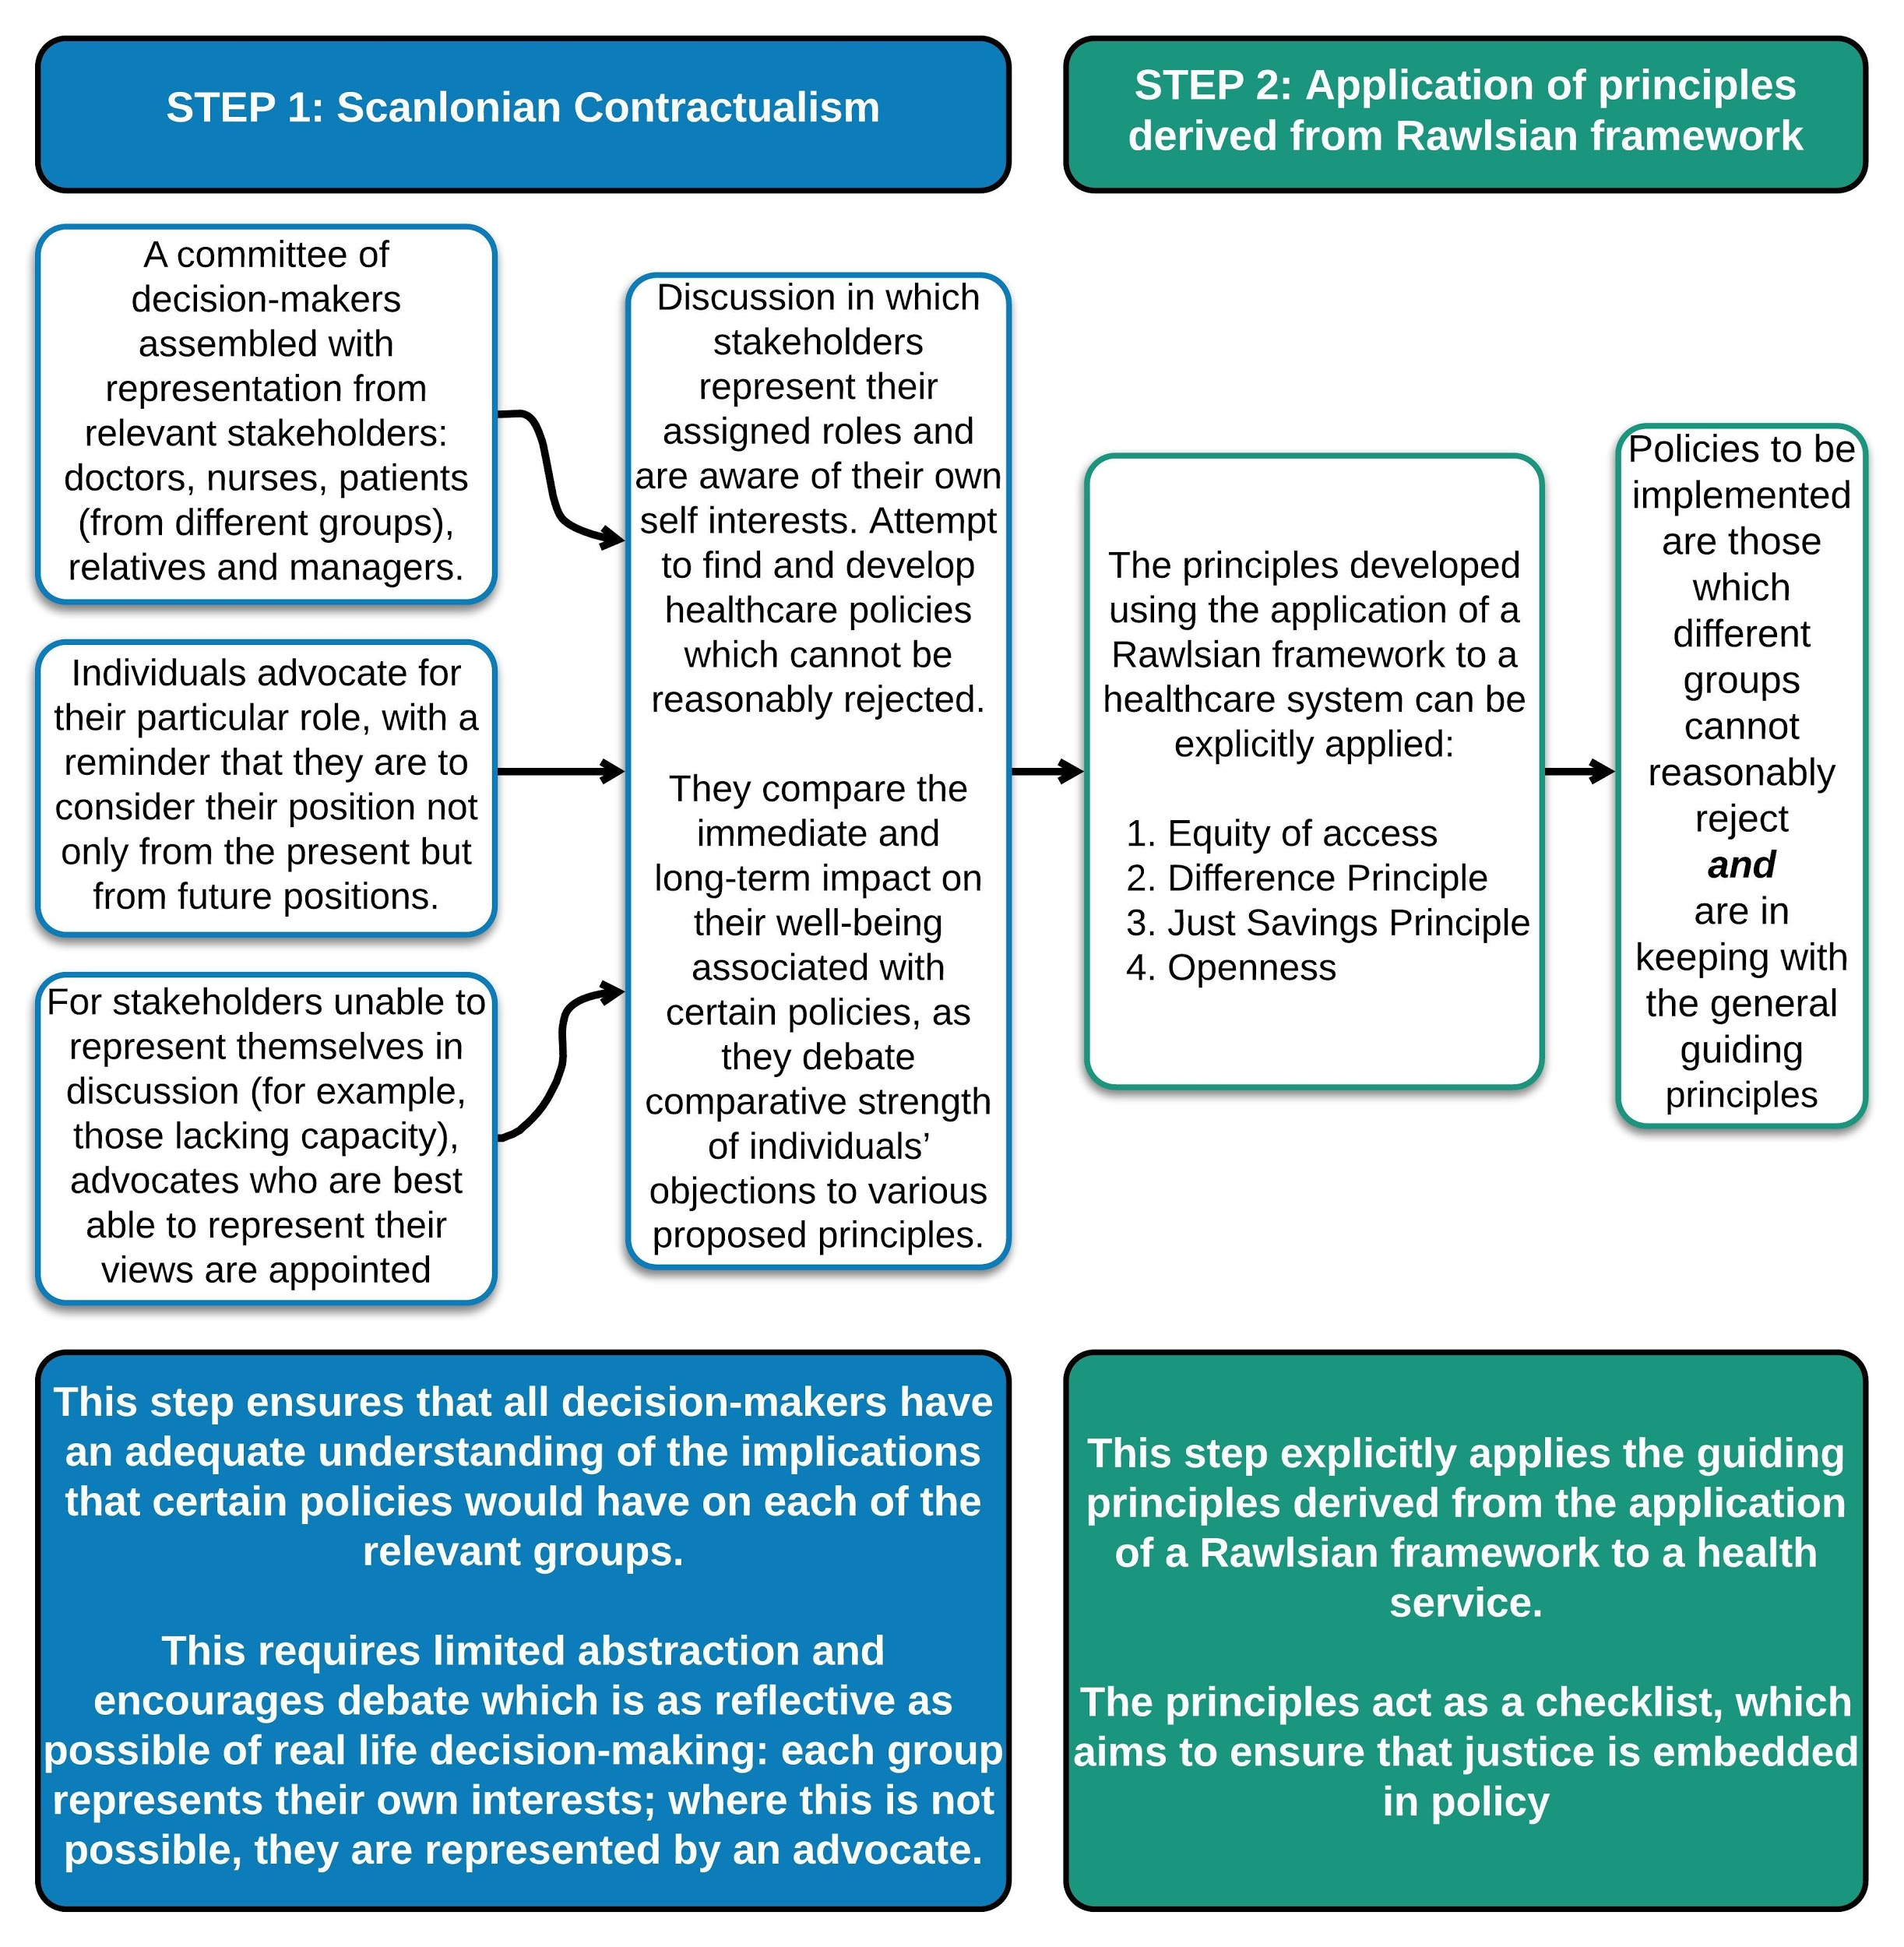 STEP 1: Scanlonian Contractualism
STEP 2: Application of principles
derived from Rawlsian framework
A committee of
decision-makers
assembled with
representation from
relevant stakeholders:
doctors, nurses, patients
(from different groups),
relatives and managers.
Individuals advocate for
their particular role, with a
reminder that they are to
consider their position not
only from the present but
from future positions.
For stakeholders unable to
represent themselves in
discussion (for example,
those lacking capacity),
advocates who are best
able to represent their
views are appointed
Discussion in which
stakeholders
represent their
assigned roles and
are aware of their own
self interests. Attempt
to find and develop
healthcare policies
which cannot be
reasonably rejected.
They compare the
immediate and
long-term impact on
their well-being
associated with
certain policies, as
they debate
comparative strength
of individuals’
objections to various
proposed principles.
The principles developed
using the application of a
Rawlsian framework to a
healthcare system can be
explicitly applied:
1. Equity of access
2. Difference Principle
3. Just Savings Principle
4. Openness
Policies to be
implemented
are those
which
different
groups
cannot
reasonably
reject
and
are in
keeping with
the general
guiding
principles
This step ensures that all decision-makers have
an adequate understanding of the implications
that certain policies would have on each of the
relevant groups.
This requires limited abstraction and
encourages debate which is as reflective as
possible of real life decision-making: each group
represents their own interests; where this is not
possible, they are represented by an advocate.
This step explicitly applies the guiding
principles derived from the application
of a Rawlsian framework to a health
service.
The principles act as a checklist, which
aims to ensure that justice is embedded
in policy